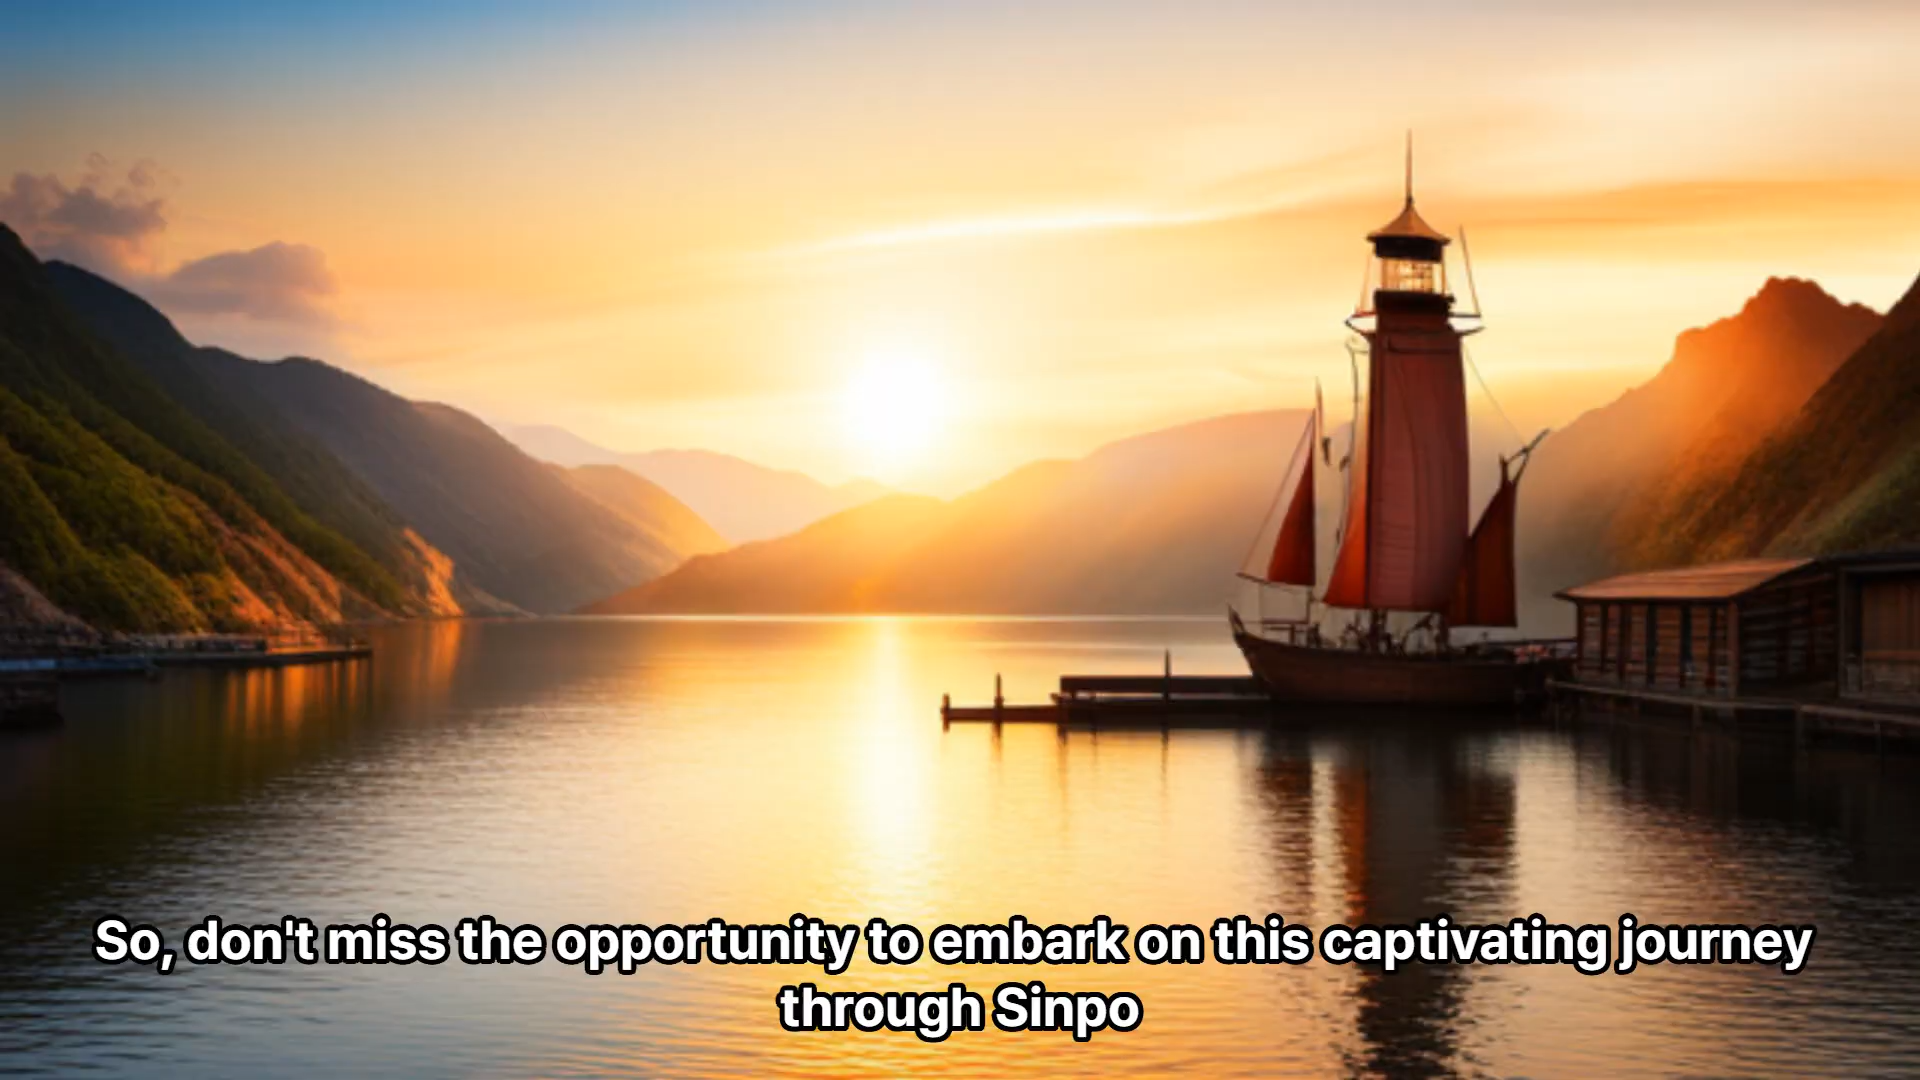 So, don't miss the opportunity to embark on this captivating journey
through Sinpo